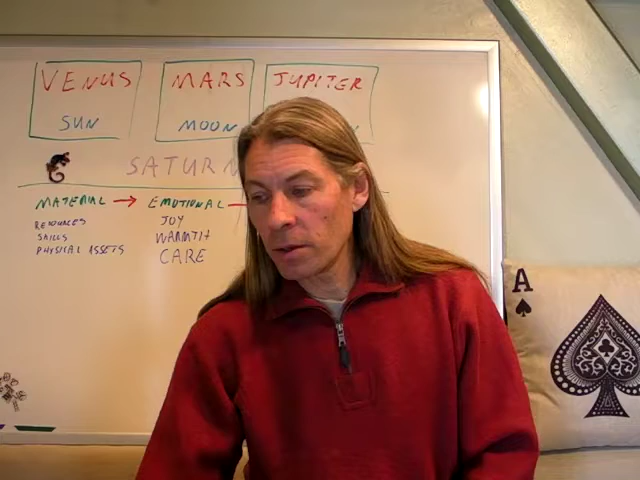 VENUS MARS JUPITER
SUN MOON
SATURN
MATERIAL → EMOTIONAL
RESOURCES JOY
SKILLS WARMTH
PHYSICAL ASSETS CARE
A